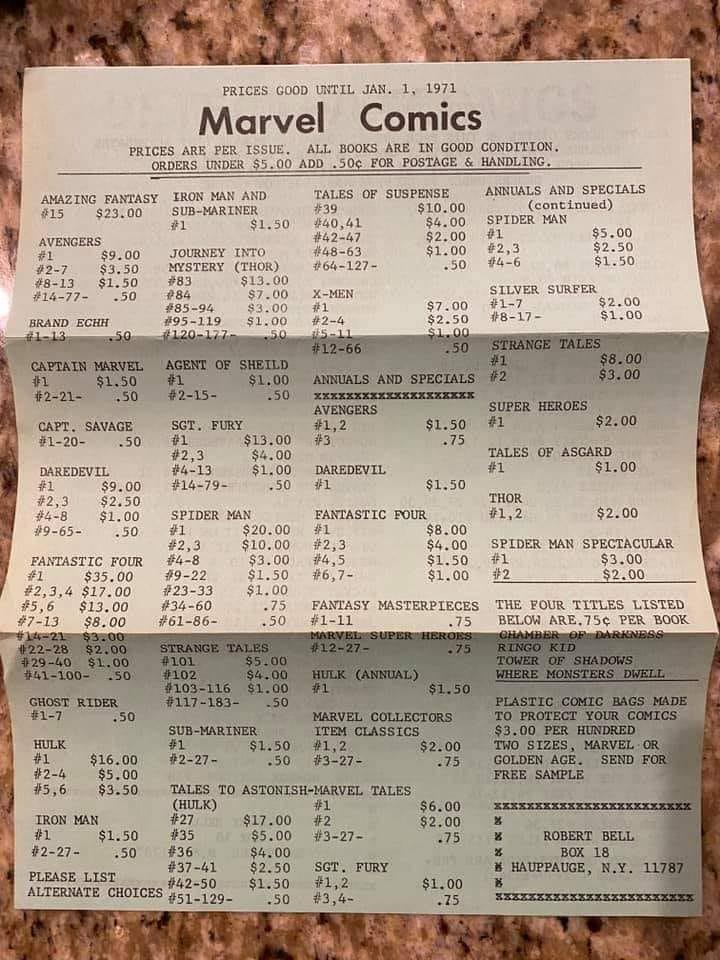 PRICES GOOD UNTIL JAN. 1, 1971
Marvel Comics
PRICES ARE PER ISSUE. ALL BOOKS ARE IN GOOD CONDITION.
ORDERS UNDER $5.00 ADD .50¢ FOR POSTAGE & HANDLING.
AMAZING FANTASY
#15 $23.00
AVENGERS
#1 $9.00
#2-7 $3.50
#8-13 $1.50
#14-77- .50
BRAND ECHH
#1-13 .50
CAPTAIN MARVEL
#1 $1.50
#2-21- .50
CAPT. SAVAGE
#1-20- .50
DAREDEVIL
#1 $9.00
#2,3 $2.50
#4-8 $1.00
#9-65- .50
FANTASTIC FOUR
#1 $35.00
#2,3,4 $17.00
#5,6 $13.00
#7-13 $8.00
#14-21 $3.00
#22-28 $2.00
#29-40 $1.00
#41-100- .50
GHOST RIDER
#1-7 .50
HULK
#1 $16.00
#2-4 $5.00
#5,6 $3.50
IRON MAN
#1 $1.50
#2-27- .50
PLEASE LIST
ALTERNATE CHOICES
IRON MAN AND
SUB-MARINER
#1 $1.50
JOURNEY INTO
MYSTERY (THOR)
#83 $13.00
#84 $7.00
#85-94 $3.00
#95-119 $1.00
#120-177- .50
AGENT OF SHEILD
#1 $1.00
#2-15- .50
SGT. FURY
#1 $13.00
#2,3 $4.00
#4-13 $1.00
#14-79- .50
SPIDER MAN
#1 $20.00
#2,3 $10.00
#4-8 $3.00
#9-22 $1.50
#23-33 $1.00
#34-60 .75
#61-86- .50
STRANGE TALES
#101 $5.00
#102 $4.00
#103-116 $1.00
#117-183- .50
SUB-MARINER
#1 $1.50
#2-27- .50
TALES TO ASTONISH-MARVEL TALES
(HULK)
#27 $17.00
#35 $5.00
#36 $4.00
#37-41 $2.50
#42-50 $1.50
#51-129- .50
TALES OF SUSPENSE
#39 $10.00
#40,41 $4.00
#42-47 $2.00
#48-63 $1.00
#64-127- .50
X-MEN
#1 $7.00
#2-4 $2.50
#5-11 $1.00
#12-66 .50
ANNUALS AND SPECIALS
xxxxxxxxxxxxxxxxxxxx
AVENGERS
#1,2 $1.50
#3 .75
DAREDEVIL
#1 $1.50
FANTASTIC FOUR
#1 $8.00
#2,3 $4.00
#4,5 $1.50
#6,7- $1.00
FANTASY MASTERPIECES
#1-11 .75
MARVEL SUPER HEROES
#12-27- .75
HULK (ANNUAL)
#1 $1.50
MARVEL COLLECTORS
ITEM CLASSICS
#1,2 $2.00
#3-27- .75
#1 $6.00
#2 $2.00
#3-27- .75
SGT. FURY
#1,2 $1.00
#3,4- .75
ANNUALS AND SPECIALS
(continued)
SPIDER MAN
#1 $5.00
#2,3 $2.50
#4-6 $1.50
SILVER SURFER
#1-7 $2.00
#8-17- $1.00
STRANGE TALES
#1 $8.00
#2 $3.00
SUPER HEROES
#1 $2.00
TALES OF ASGARD
#1 $1.00
THOR
#1,2 $2.00
SPIDER MAN SPECTACULAR
#1 $3.00
#2 $2.00
THE FOUR TITLES LISTED
BELOW ARE.75¢ PER BOOK
CHAMBER OF DARKNESS
RINGO KID
TOWER OF SHADOWS
WHERE MONSTERS DWELL
PLASTIC COMIC BAGS MADE
TO PROTECT YOUR COMICS
$3.00 PER HUNDRED
TWO SIZES, MARVEL OR
GOLDEN AGE. SEND FOR
FREE SAMPLE
xxxxxxxxxxxxxxxxxxxxxxxx
x
x ROBERT BELL
x BOX 18
x HAUPPAUGE, N.Y. 11787
x
xxxxxxxxxxxxxxxxxxxxxxxx